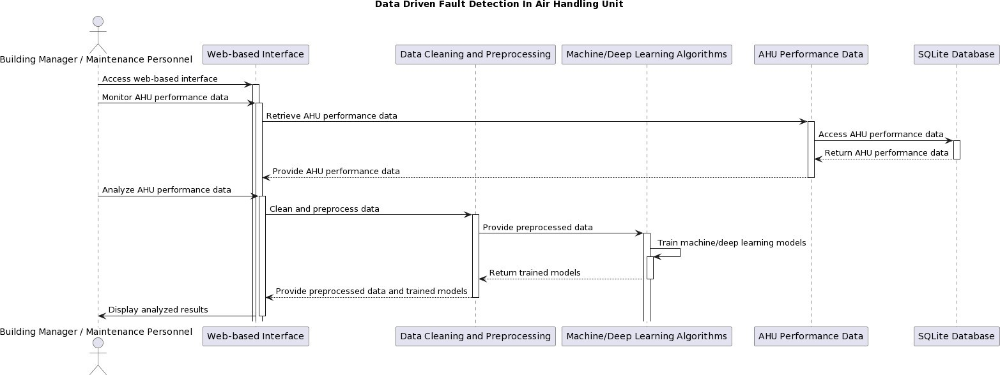 Data Driven Fault Detection In Air Handling Unit
Building Manager / Maintenance Personnel
Web-based Interface
Data Cleaning and Preprocessing
Machine/Deep Learning Algorithms
AHU Performance Data
SQLite Database
Access web-based interface
Monitor AHU performance data
Retrieve AHU performance data
Access AHU performance data
Return AHU performance data
Provide AHU performance data
Analyze AHU performance data
Clean and preprocess data
Provide preprocessed data
Train machine/deep learning models
Return trained models
Provide preprocessed data and trained models
Display analyzed results
Building Manager / Maintenance Personnel
Web-based Interface
Data Cleaning and Preprocessing
Machine/Deep Learning Algorithms
AHU Performance Data
SQLite Database